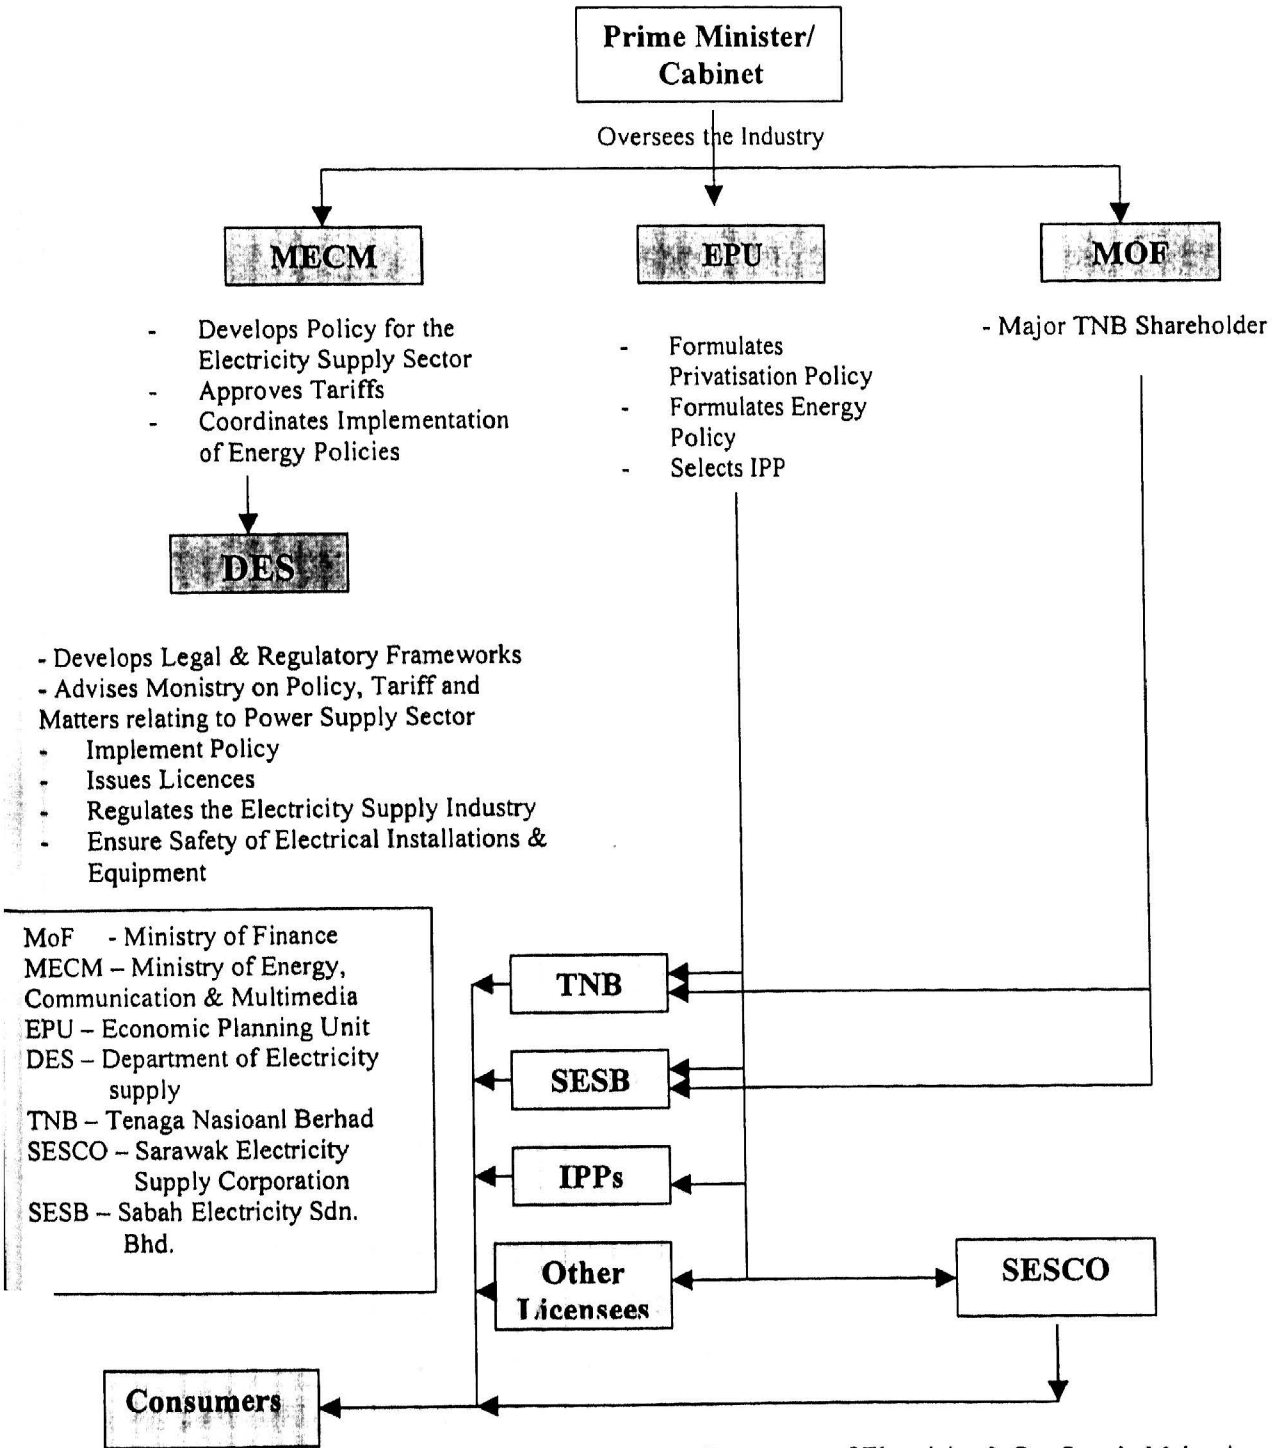 Prime Minister/
Cabinet
Oversees the Industry
MECM
EPU
MOF
- Develops Policy for the
Electricity Supply Sector
- Approves Tariffs
- Coordinates Implementation
of Energy Policies
- Formulates
Privatisation Policy
- Formulates Energy
Policy
- Selects IPP
- Major TNB Shareholder
DES
- Develops Legal & Regulatory Frameworks
- Advises Monistry on Policy, Tariff and
Matters relating to Power Supply Sector
- Implement Policy
- Issues Licences
- Regulates the Electricity Supply Industry
- Ensure Safety of Electrical Installations &
Equipment
MoF - Ministry of Finance
MECM – Ministry of Energy,
Communication & Multimedia
EPU – Economic Planning Unit
DES – Department of Electricity
supply
TNB – Tenaga Nasioanl Berhad
SESCO – Sarawak Electricity
Supply Corporation
SESB – Sabah Electricity Sdn.
Bhd.
TNB
SESB
IPPs
Other
Licensees
SESCO
Consumers